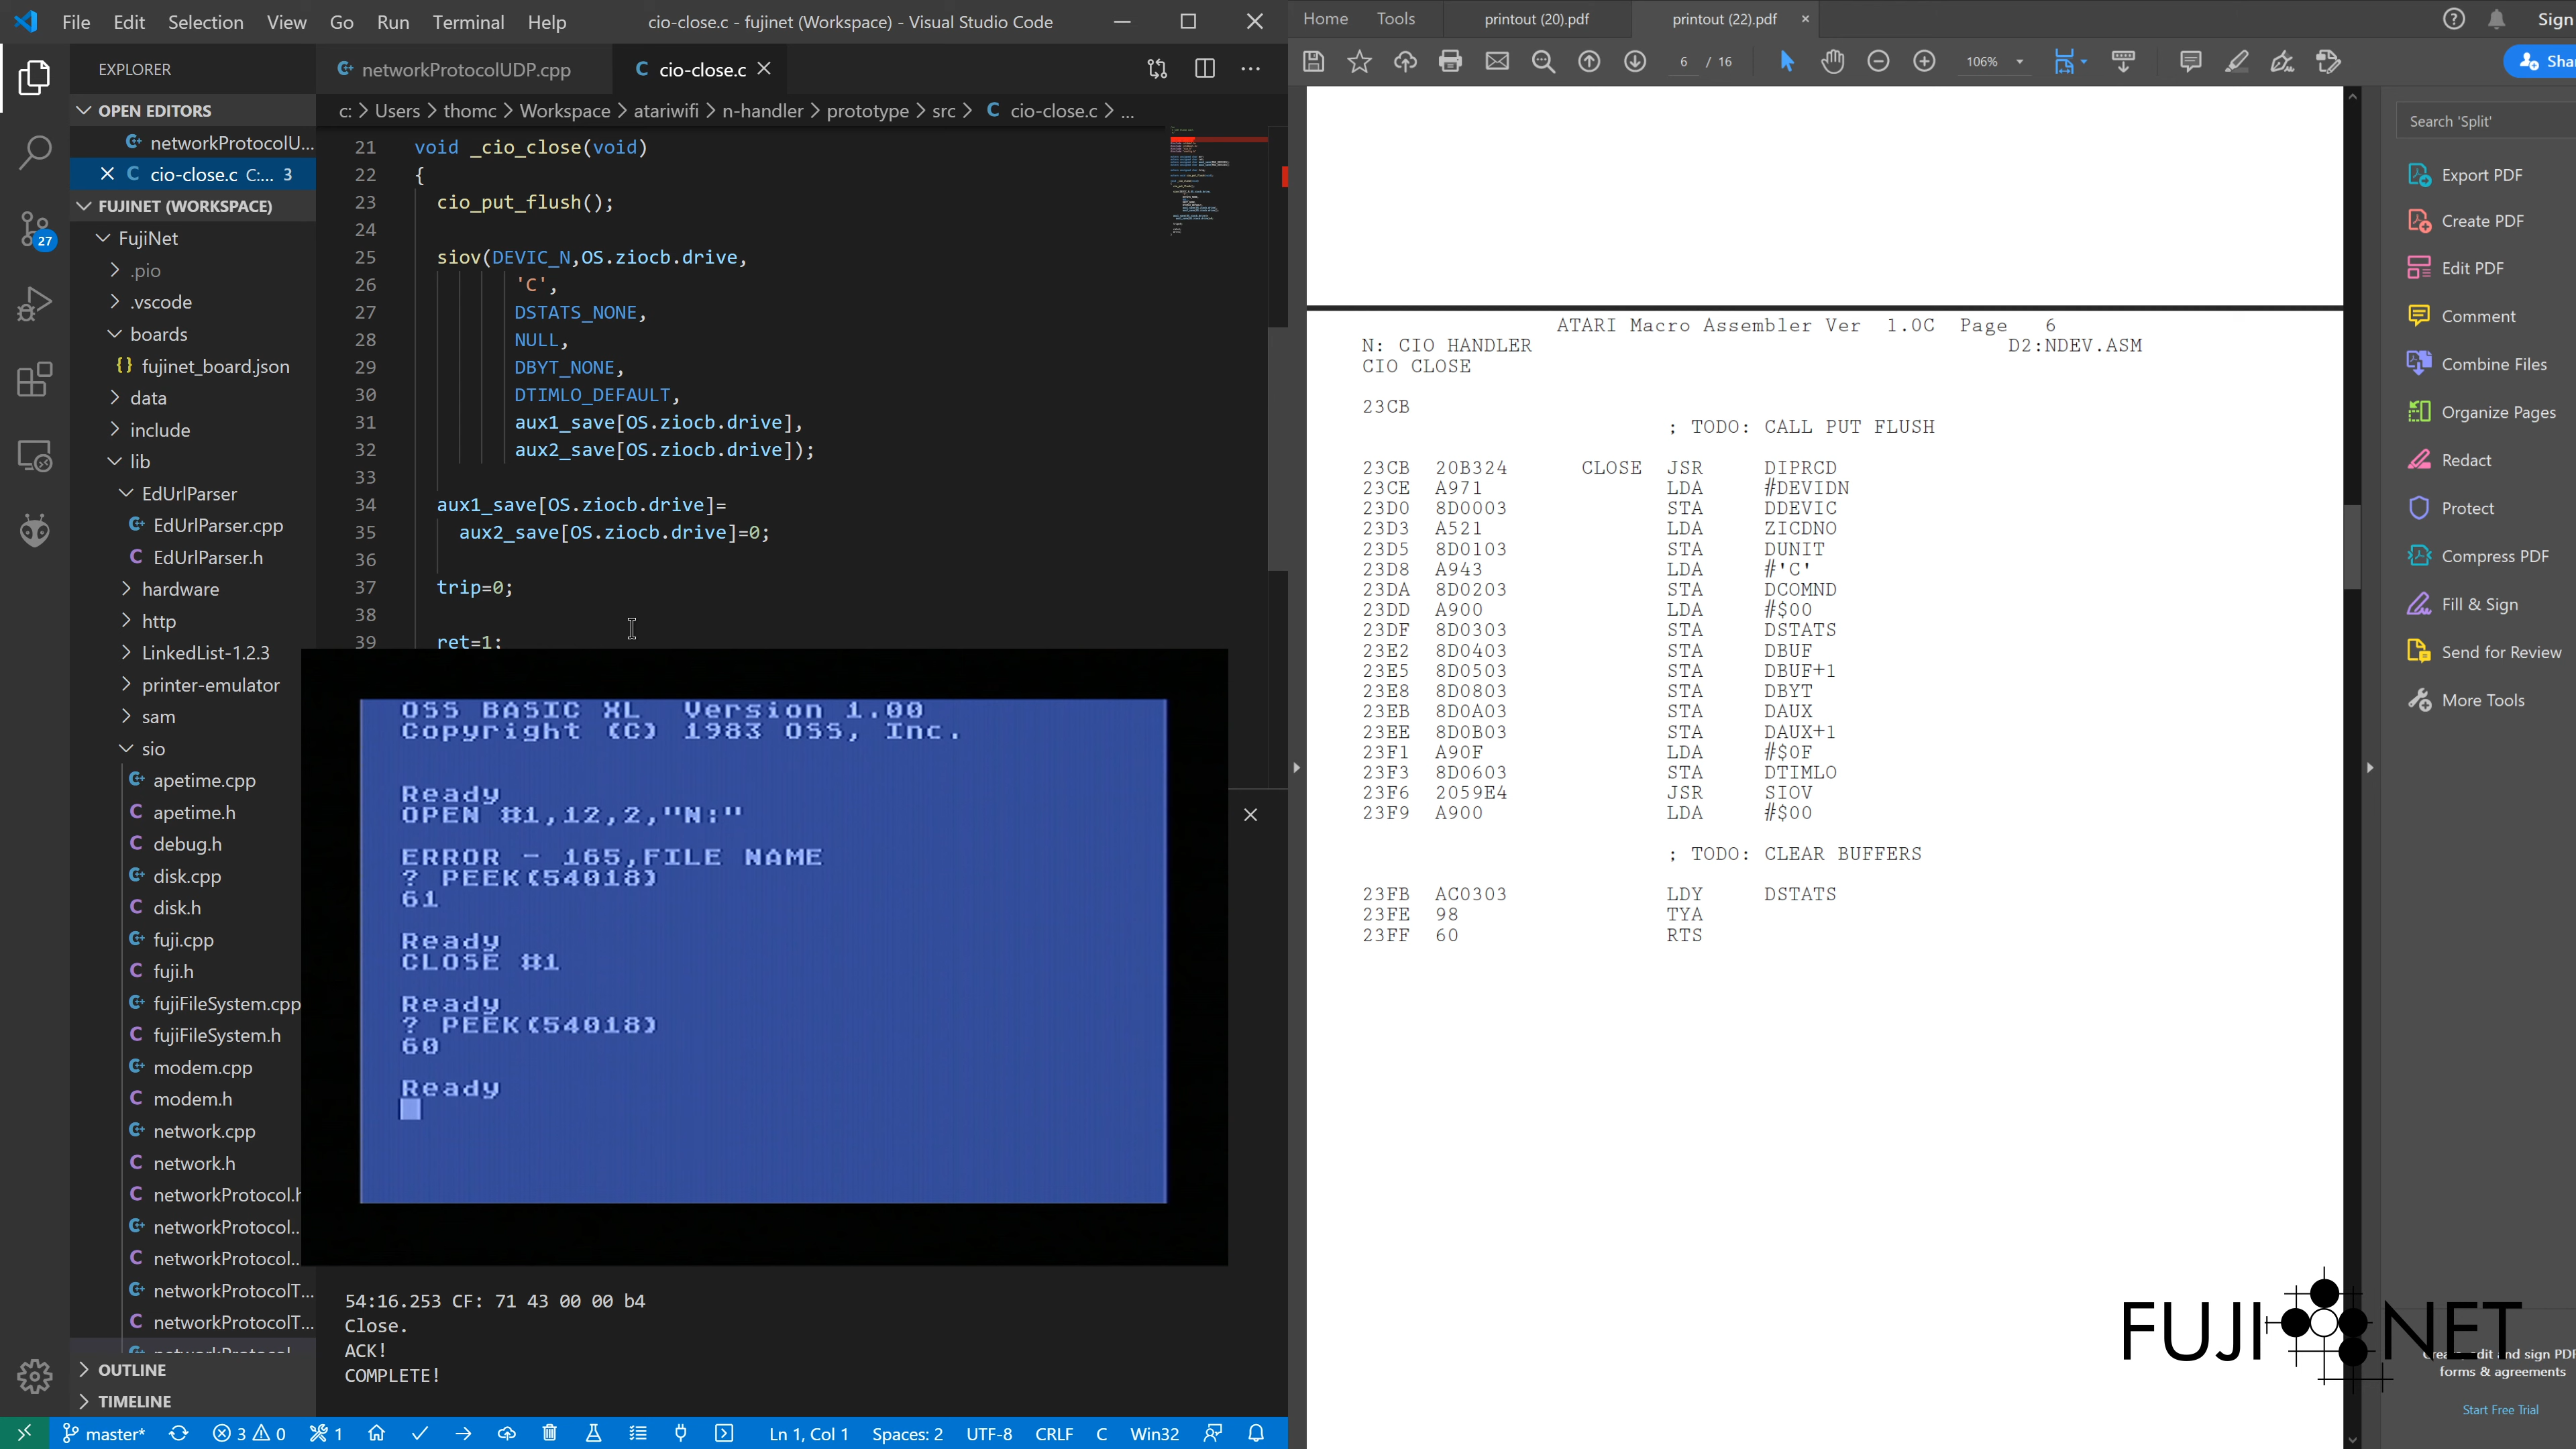 File Edit Selection View Go Run Terminal Help cio-close.c - fujinet (Workspace) - Visual Studio Code
EXPLORER
OPEN EDITORS
networkProtocolU...
cio-close.c C:... 3
FUJINET (WORKSPACE)
FujiNet
.pio
.vscode
boards
fujinet_board.json
data
include
lib
EdUrlParser
EdUrlParser.cpp
EdUrlParser.h
hardware
http
LinkedList-1.2.3
printer-emulator
sam
sio
apetime.cpp
apetime.h
debug.h
disk.cpp
disk.h
fuji.cpp
fuji.h
fujiFileSystem.cpp
fujiFileSystem.h
modem.cpp
modem.h
network.cpp
network.h
networkProtocol.h
networkProtocol...
networkProtocol...
networkProtocolT...
networkProtocolT...
OUTLINE
TIMELINE
27
networkProtocolUDP.cpp cio-close.c
c: > Users > thomc > Workspace > atariwifi > n-handler > prototype > src > C cio-close.c > ...
21 void _cio_close(void)
22 {
23 cio_put_flush();
24
25 siov(DEVIC_N,OS.ziocb.drive,
26 'C',
27 DSTATS_NONE,
28 NULL,
29 DBYT_NONE,
30 DTIMLO_DEFAULT,
31 aux1_save[OS.ziocb.drive],
32 aux2_save[OS.ziocb.drive]);
33
34 aux1_save[OS.ziocb.drive]=
35 aux2_save[OS.ziocb.drive]=0;
36
37 trip=0;
38
39 ret=1;
OSS BASIC XL Version 1.00
Copyright (C) 1983 OSS, Inc.
Ready
OPEN #1,12,2,"N:"
ERROR - 165,FILE NAME
? PEEK(54018)
61
Ready
CLOSE #1
Ready
? PEEK(54018)
60
Ready
54:16.253 CF: 71 43 00 00 b4
Close.
ACK!
COMPLETE!
master* 3 0 1 Ln 1, Col 1 Spaces: 2 UTF-8 CRLF C Win32
Home Tools printout (20).pdf printout (22).pdf × Sign
6 / 16 106% Sha
ATARI Macro Assembler Ver 1.0C Page 6
N: CIO HANDLER D2:NDEV.ASM
CIO CLOSE
23CB
; TODO: CALL PUT FLUSH
23CB 20B324 CLOSE JSR DIPRCD
23CE A971 LDA #DEVIDN
23D0 8D0003 STA DDEVIC
23D3 A521 LDA ZICDNO
23D5 8D0103 STA DUNIT
23D8 A943 LDA #'C'
23DA 8D0203 STA DCOMND
23DD A900 LDA #$00
23DF 8D0303 STA DSTATS
23E2 8D0403 STA DBUF
23E5 8D0503 STA DBUF+1
23E8 8D0803 STA DBYT
23EB 8D0A03 STA DAUX
23EE 8D0B03 STA DAUX+1
23F1 A90F LDA #$0F
23F3 8D0603 STA DTIMLO
23F6 2059E4 JSR SIOV
23F9 A900 LDA #$00
; TODO: CLEAR BUFFERS
23FB AC0303 LDY DSTATS
23FE 98 TYA
23FF 60 RTS
Search 'Split'
Export PDF
Create PDF
Edit PDF
Comment
Combine Files
Organize Pages
Redact
Protect
Compress PDF
Fill & Sign
Send for Review
More Tools
FUJINET
edit and sign PDF
forms & agreements
Start Free Trial